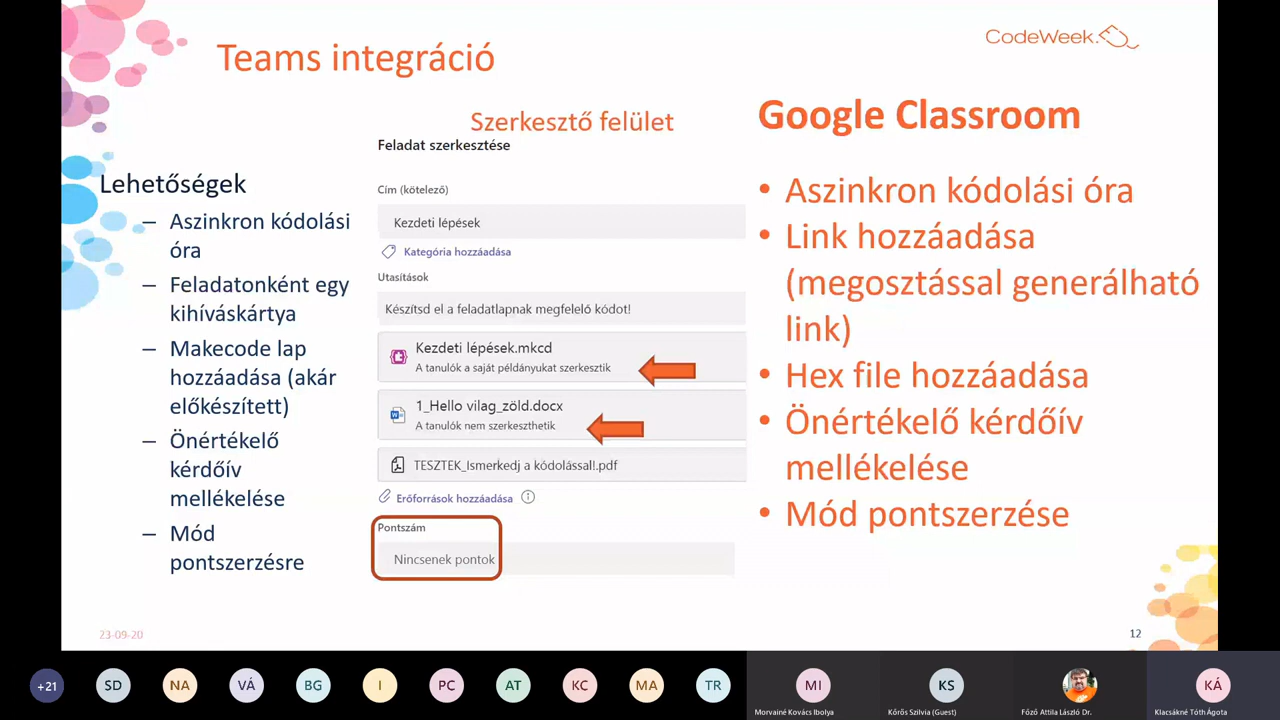 Teams integráció
CodeWeek.
Szerkesztő felület
Google Classroom
Lehetőségek
– Aszinkron kódolási
óra
– Feladatonként egy
kihíváskártya
– Makecode lap
hozzáadása (akár
előkészített)
– Önértékelő
kérdőív
mellékelése
– Mód
pontszerzésre
Feladat szerkesztése
Cím (kötelező)
Kezdeti lépések
Kategória hozzáadása
Utasítások
Készítsd el a feladatlapnak megfelelő kódot!
Kezdeti lépések.mkcd
A tanulók a saját példányukat szerkesztik
1_Hello vilag_zöld.docx
A tanulók nem szerkeszthetik
TESZTEK_Ismerkedj a kódolással!.pdf
Erőforrások hozzáadása
Pontszám
Nincsenek pontok
• Aszinkron kódolási óra
• Link hozzáadása
(megosztással generálható
link)
• Hex file hozzáadása
• Önértékelő kérdőív
mellékelése
• Mód pontszerzése
23-09-20
12
+21
SD
NA
VÁ
BG
I
PC
AT
KC
MA
TR
MI
KS
KÁ
Morvainé Kovács Ibolya
Kőrös Szilvia (Guest)
Főző Attila László Dr.
Klacsákné Tóth Ágota